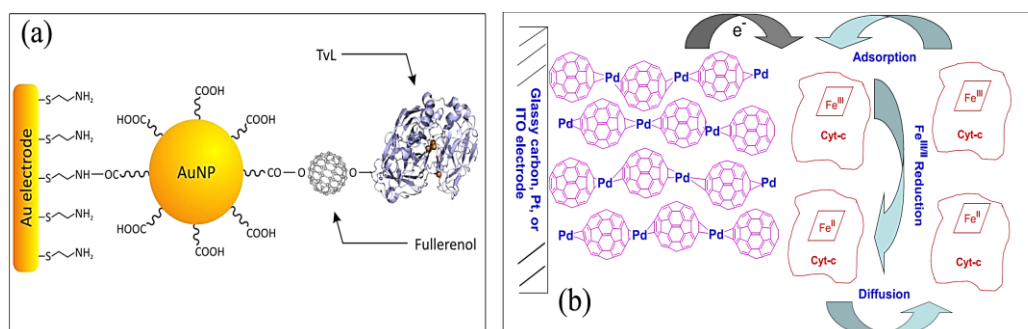 (a)
Au electrode
S NH₂
S NH₂
S NH—OC
S NH₂
S NH₂
COOH
HOOC
COOH
AuNP
CO—O
O
HOOC
COOH
COOH
TvL
Fullerenol
(b)
Glassy carbon, Pt, or
ITO electrode
Pd Pd Pd
Pd Pd Pd
Pd Pd Pd
Pd Pd Pd
e⁻
Adsorption
Feᴵᴵᴵ
Cyt-c
Feᴵᴵᴵ
Cyt-c
Feᴵᴵᴵ/ᴵᴵ
Reduction
Feᴵᴵ
Cyt-c
Feᴵᴵ
Cyt-c
Diffusion